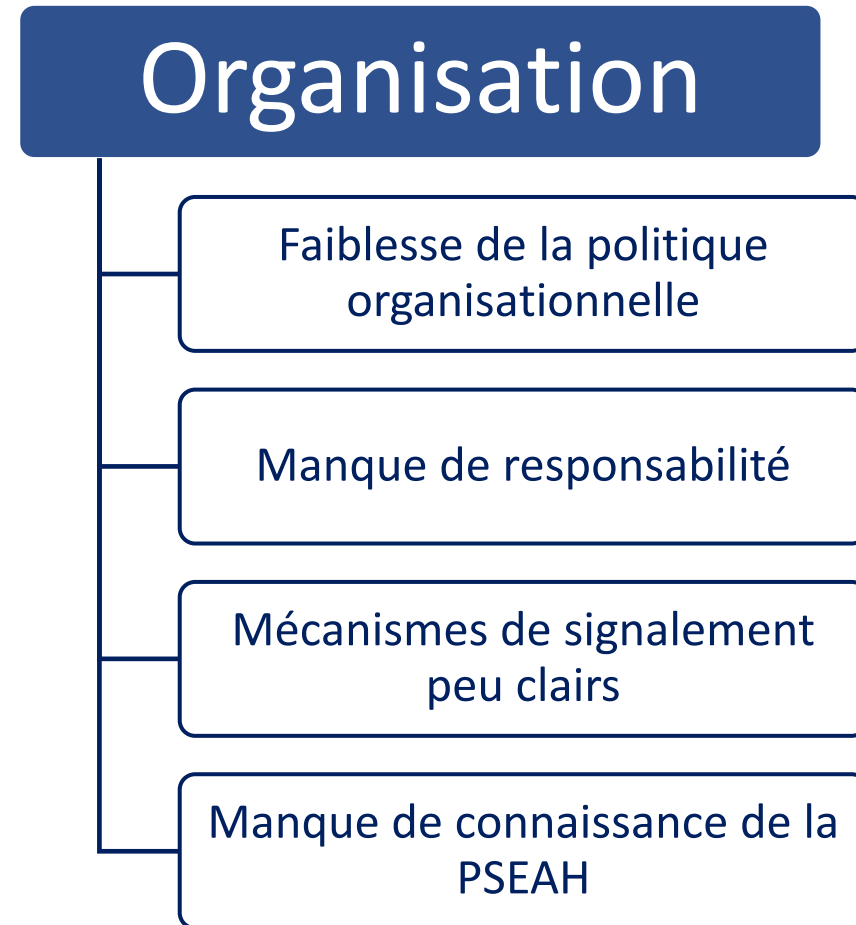 Organisation
Faiblesse de la politique
organisationnelle
Manque de responsabilité
Mécanismes de signalement
peu clairs
Manque de connaissance de la
PSEAH